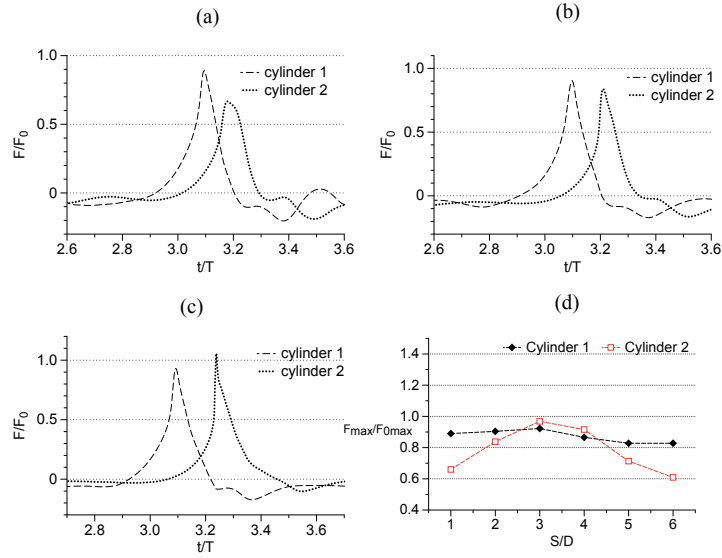 (a)
1.0
0.5
0
F/F0
cylinder 1
cylinder 2
2.6 2.8 3.0 3.2 3.4 3.6
t/T
(b)
1.0
0.5
0
F/F0
cylinder 1
cylinder 2
2.6 2.8 3.0 3.2 3.4 3.6
t/T
(c)
1.0
0.5
0
F/F0
cylinder 1
cylinder 2
2.8 3.0 3.2 3.4 3.6
t/T
(d)
Cylinder 1 Cylinder 2
1.4
1.2
1.0
Fmax/F0max
0.8
0.6
0.4
1 2 3 4 5 6
S/D